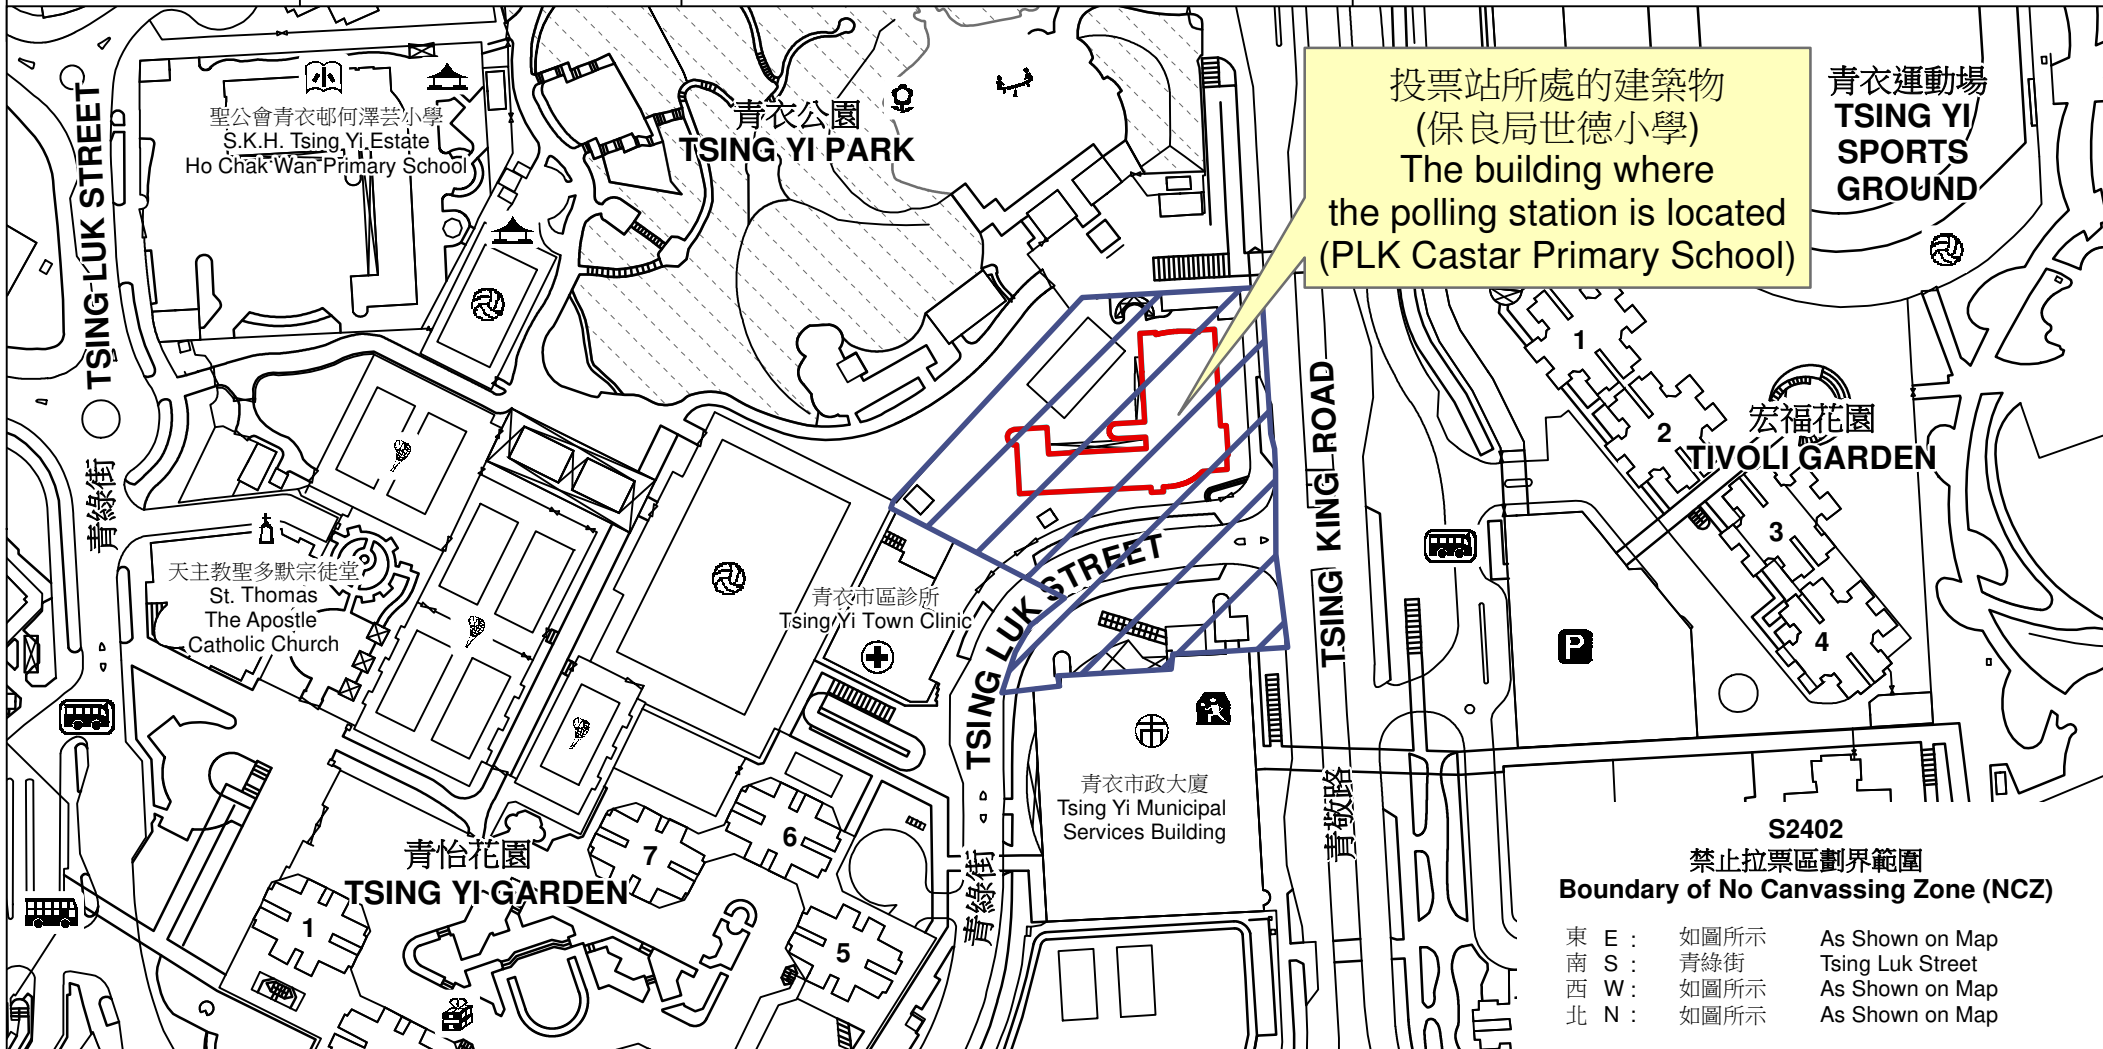 聖公會青衣邨何澤芸小學
S.K.H. Tsing Yi Estate
Ho Chak Wan Primary School
TSING LUK STREET
青綠街
青衣公園
TSING YI PARK
投票站所處的建築物
(保良局世德小學)
The building where
the polling station is located
(PLK Castar Primary School)
青衣運動場
TSING YI
SPORTS
GROUND
1
2
3
4
宏福花園
TIVOLI GARDEN
TSING KING ROAD
青敬路
天主教聖多默宗徒堂
St. Thomas
The Apostle
Catholic Church
青衣市區診所
Tsing Yi Town Clinic
TSING LUK STREET
青綠街
P
市
青衣市政大廈
Tsing Yi Municipal
Services Building
青怡花園
TSING YI GARDEN
1
7
6
5
小
S2402
禁止拉票區劃界範圍
Boundary of No Canvassing Zone (NCZ)
東 E : 如圖所示 As Shown on Map
南 S : 青綠街 Tsing Luk Street
西 W : 如圖所示 As Shown on Map
北 N : 如圖所示 As Shown on Map